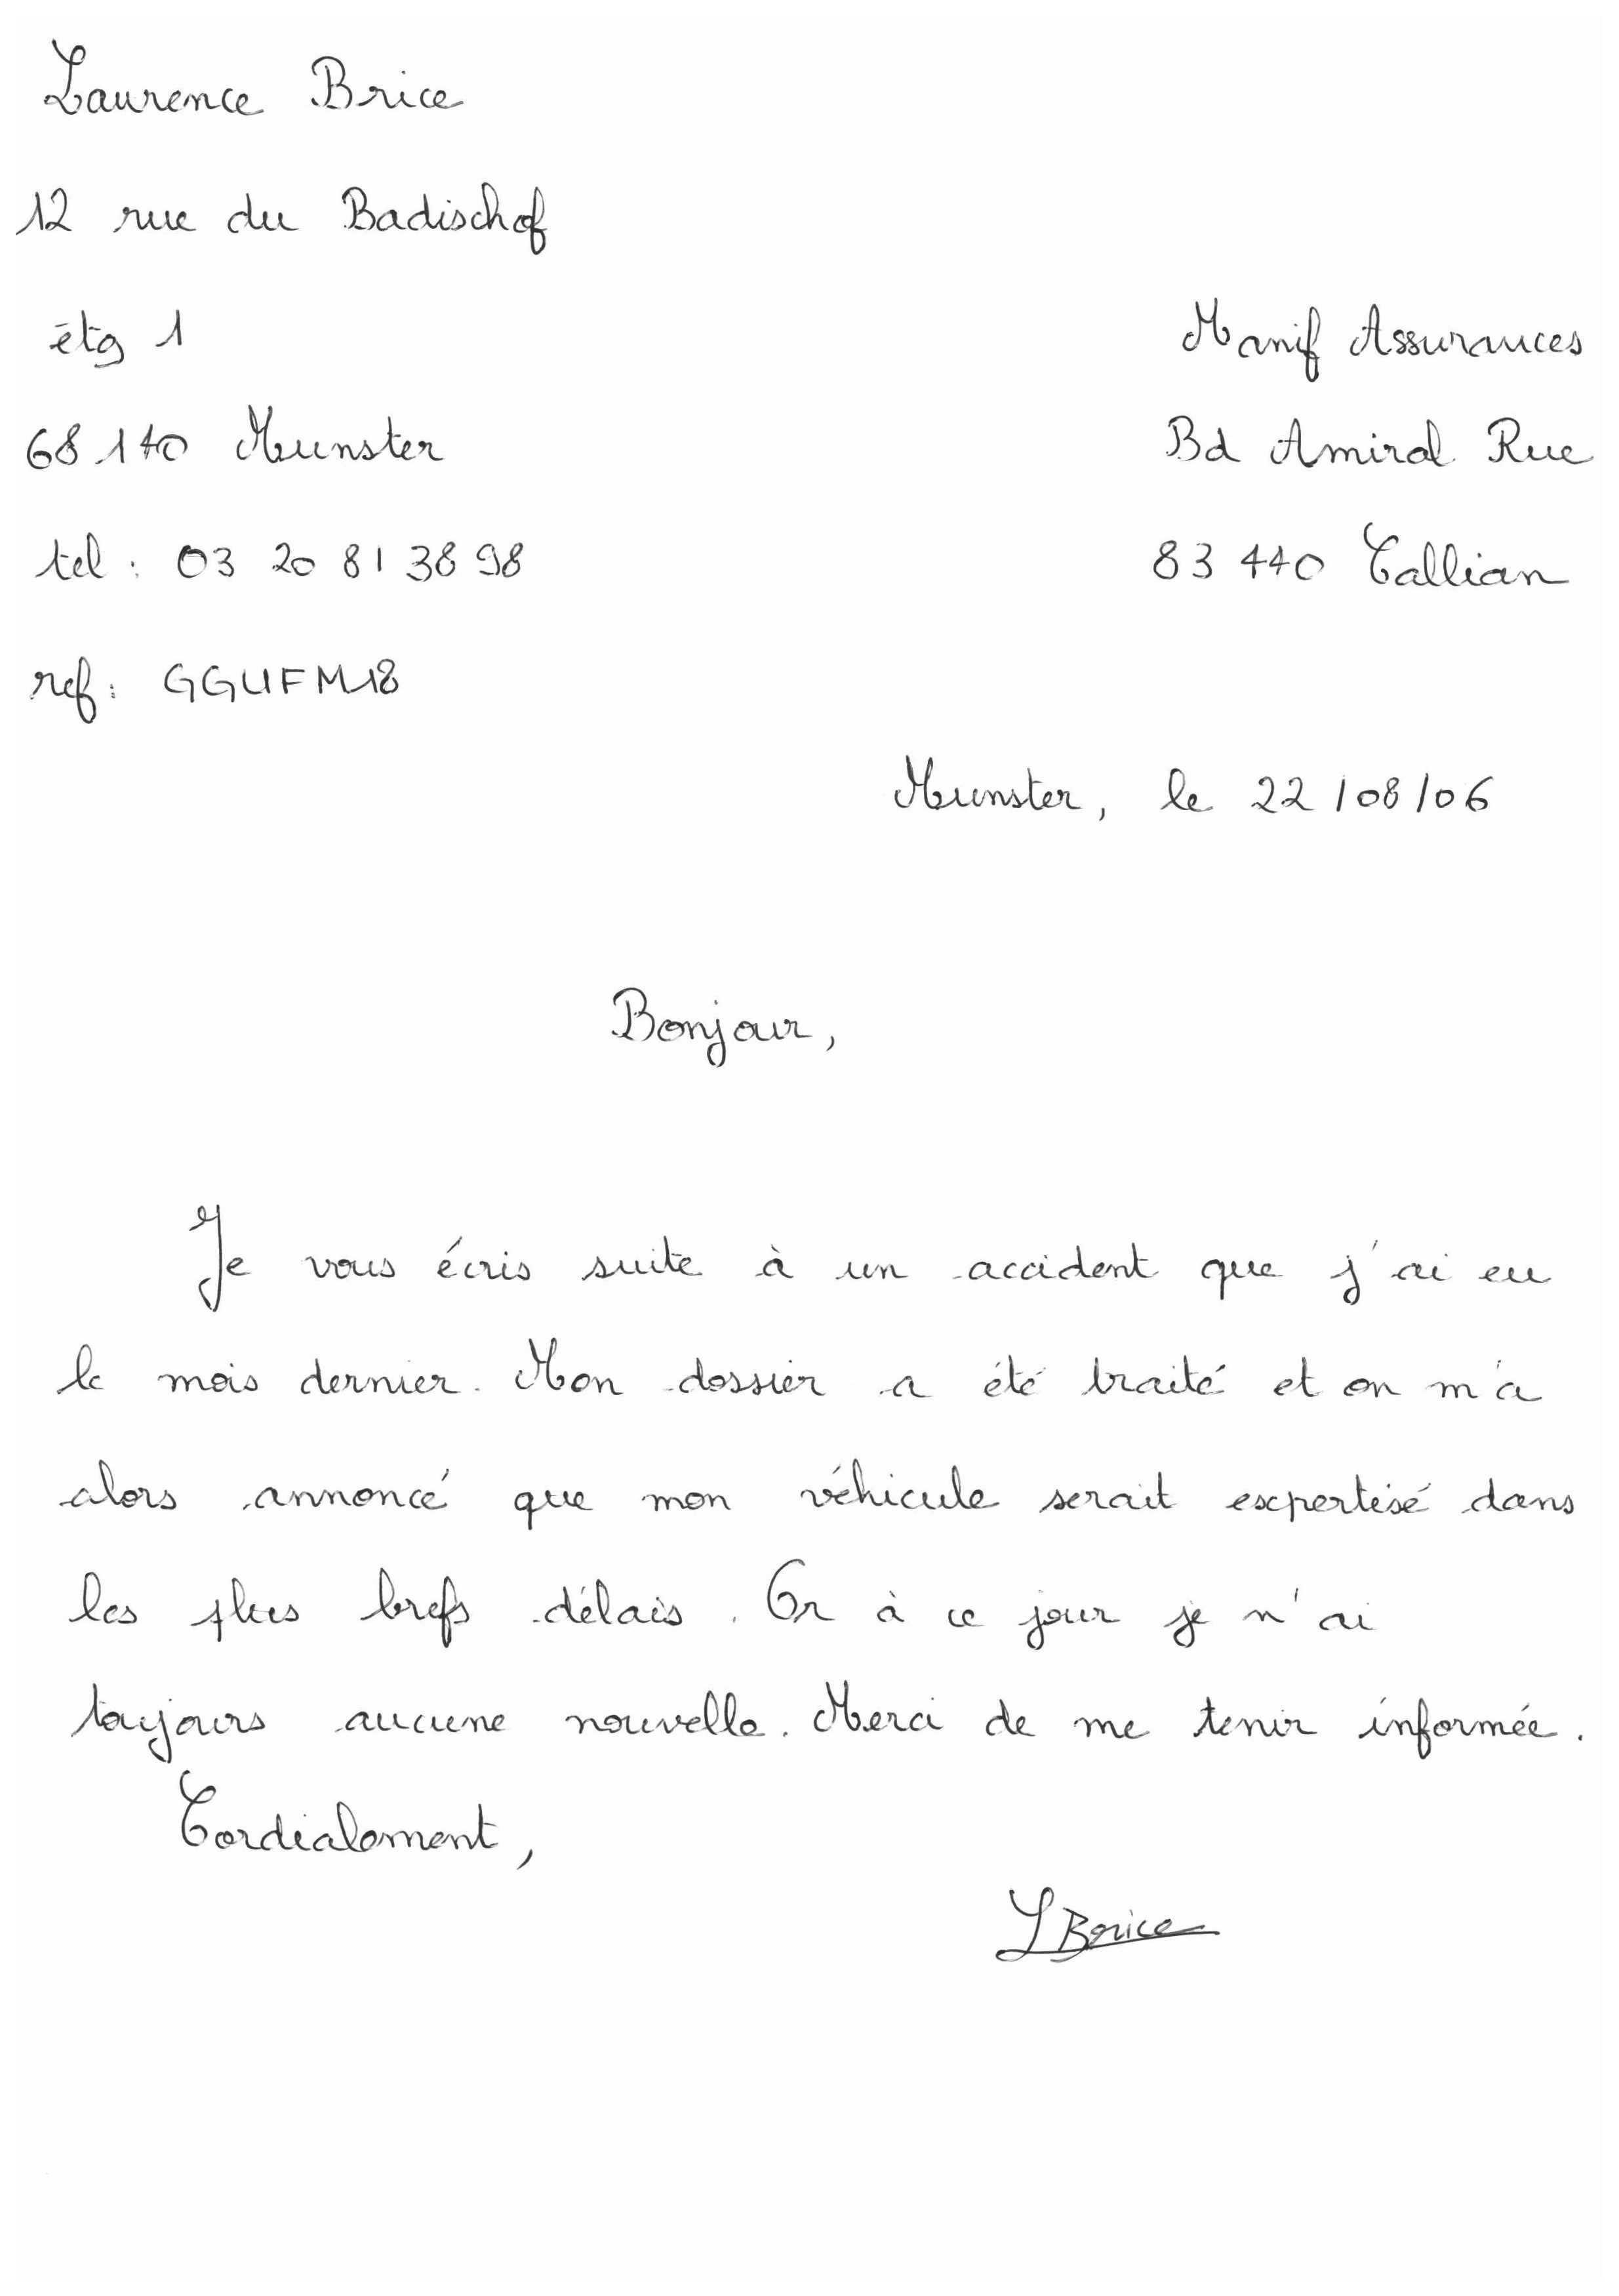 Laurence Brice
12 rue du Badischof
étg 1
68140 Munster
tel : 03 20 81 38 98
ref : GGUFM18
Manif Assurances
Bd Amiral Rue
83 440 Callian
Munster, le 22/08/06
Bonjour,
Je vous écris suite à un accident que j'ai eu
le mois dernier. Mon dossier a été traité et on m'a
alors annoncé que mon véhicule serait expertisé dans
les plus brefs délais. Or à ce jour je n'ai
toujours aucune nouvelle. Merci de me tenir informée.
Cordialement,
LBrice